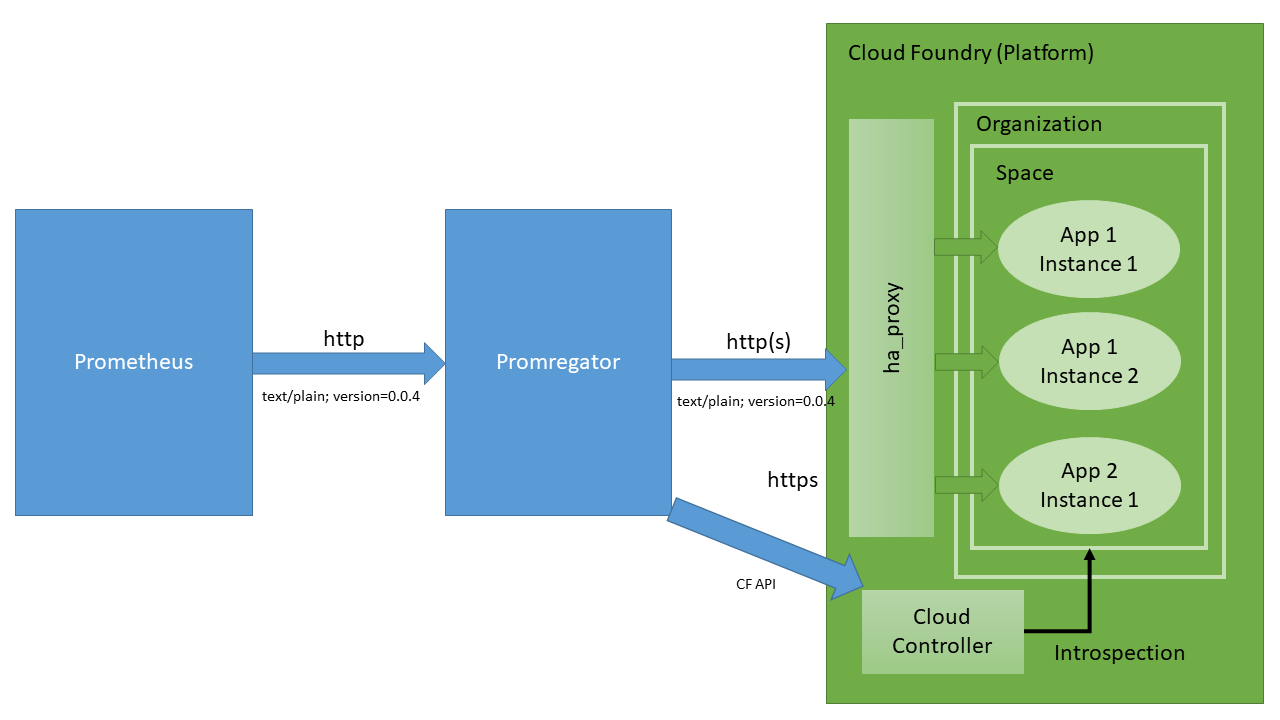 Cloud Foundry (Platform)
Organization
Space
App 1
Instance 1
ha_proxy
http
http(s)
App 1
Instance 2
Prometheus
Promregator
text/plain; version=0.0.4
text/plain; version=0.0.4
https
App 2
Instance 1
CF API
Cloud
Controller
Introspection